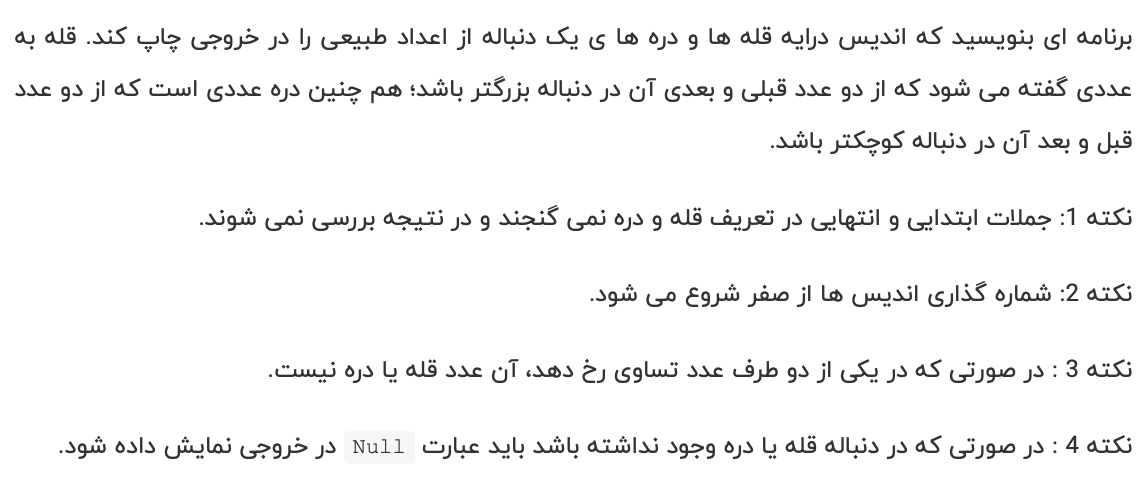 برنامه ای بنویسید که اندیس درایه قله ها و دره ها ی یک دنباله از اعداد طبیعی را در خروجی چاپ کند. قله به
عددی گفته می شود که از دو عدد قبلی و بعدی آن در دنباله بزرگتر باشد؛ هم چنین دره عددی است که از دو عدد
قبل و بعد آن در دنباله کوچکتر باشد.
نکته 1: جملات ابتدایی و انتهایی در تعریف قله و دره نمی گنجند و در نتیجه بررسی نمی شوند.
نکته 2: شماره گذاری اندیس ها از صفر شروع می شود.
نکته 3 : در صورتی که در یکی از دو طرف عدد تساوی رخ دهد، آن عدد قله یا دره نیست.
نکته 4 : در صورتی که در دنباله قله یا دره وجود نداشته باشد باید عبارت Null در خروجی نمایش داده شود.